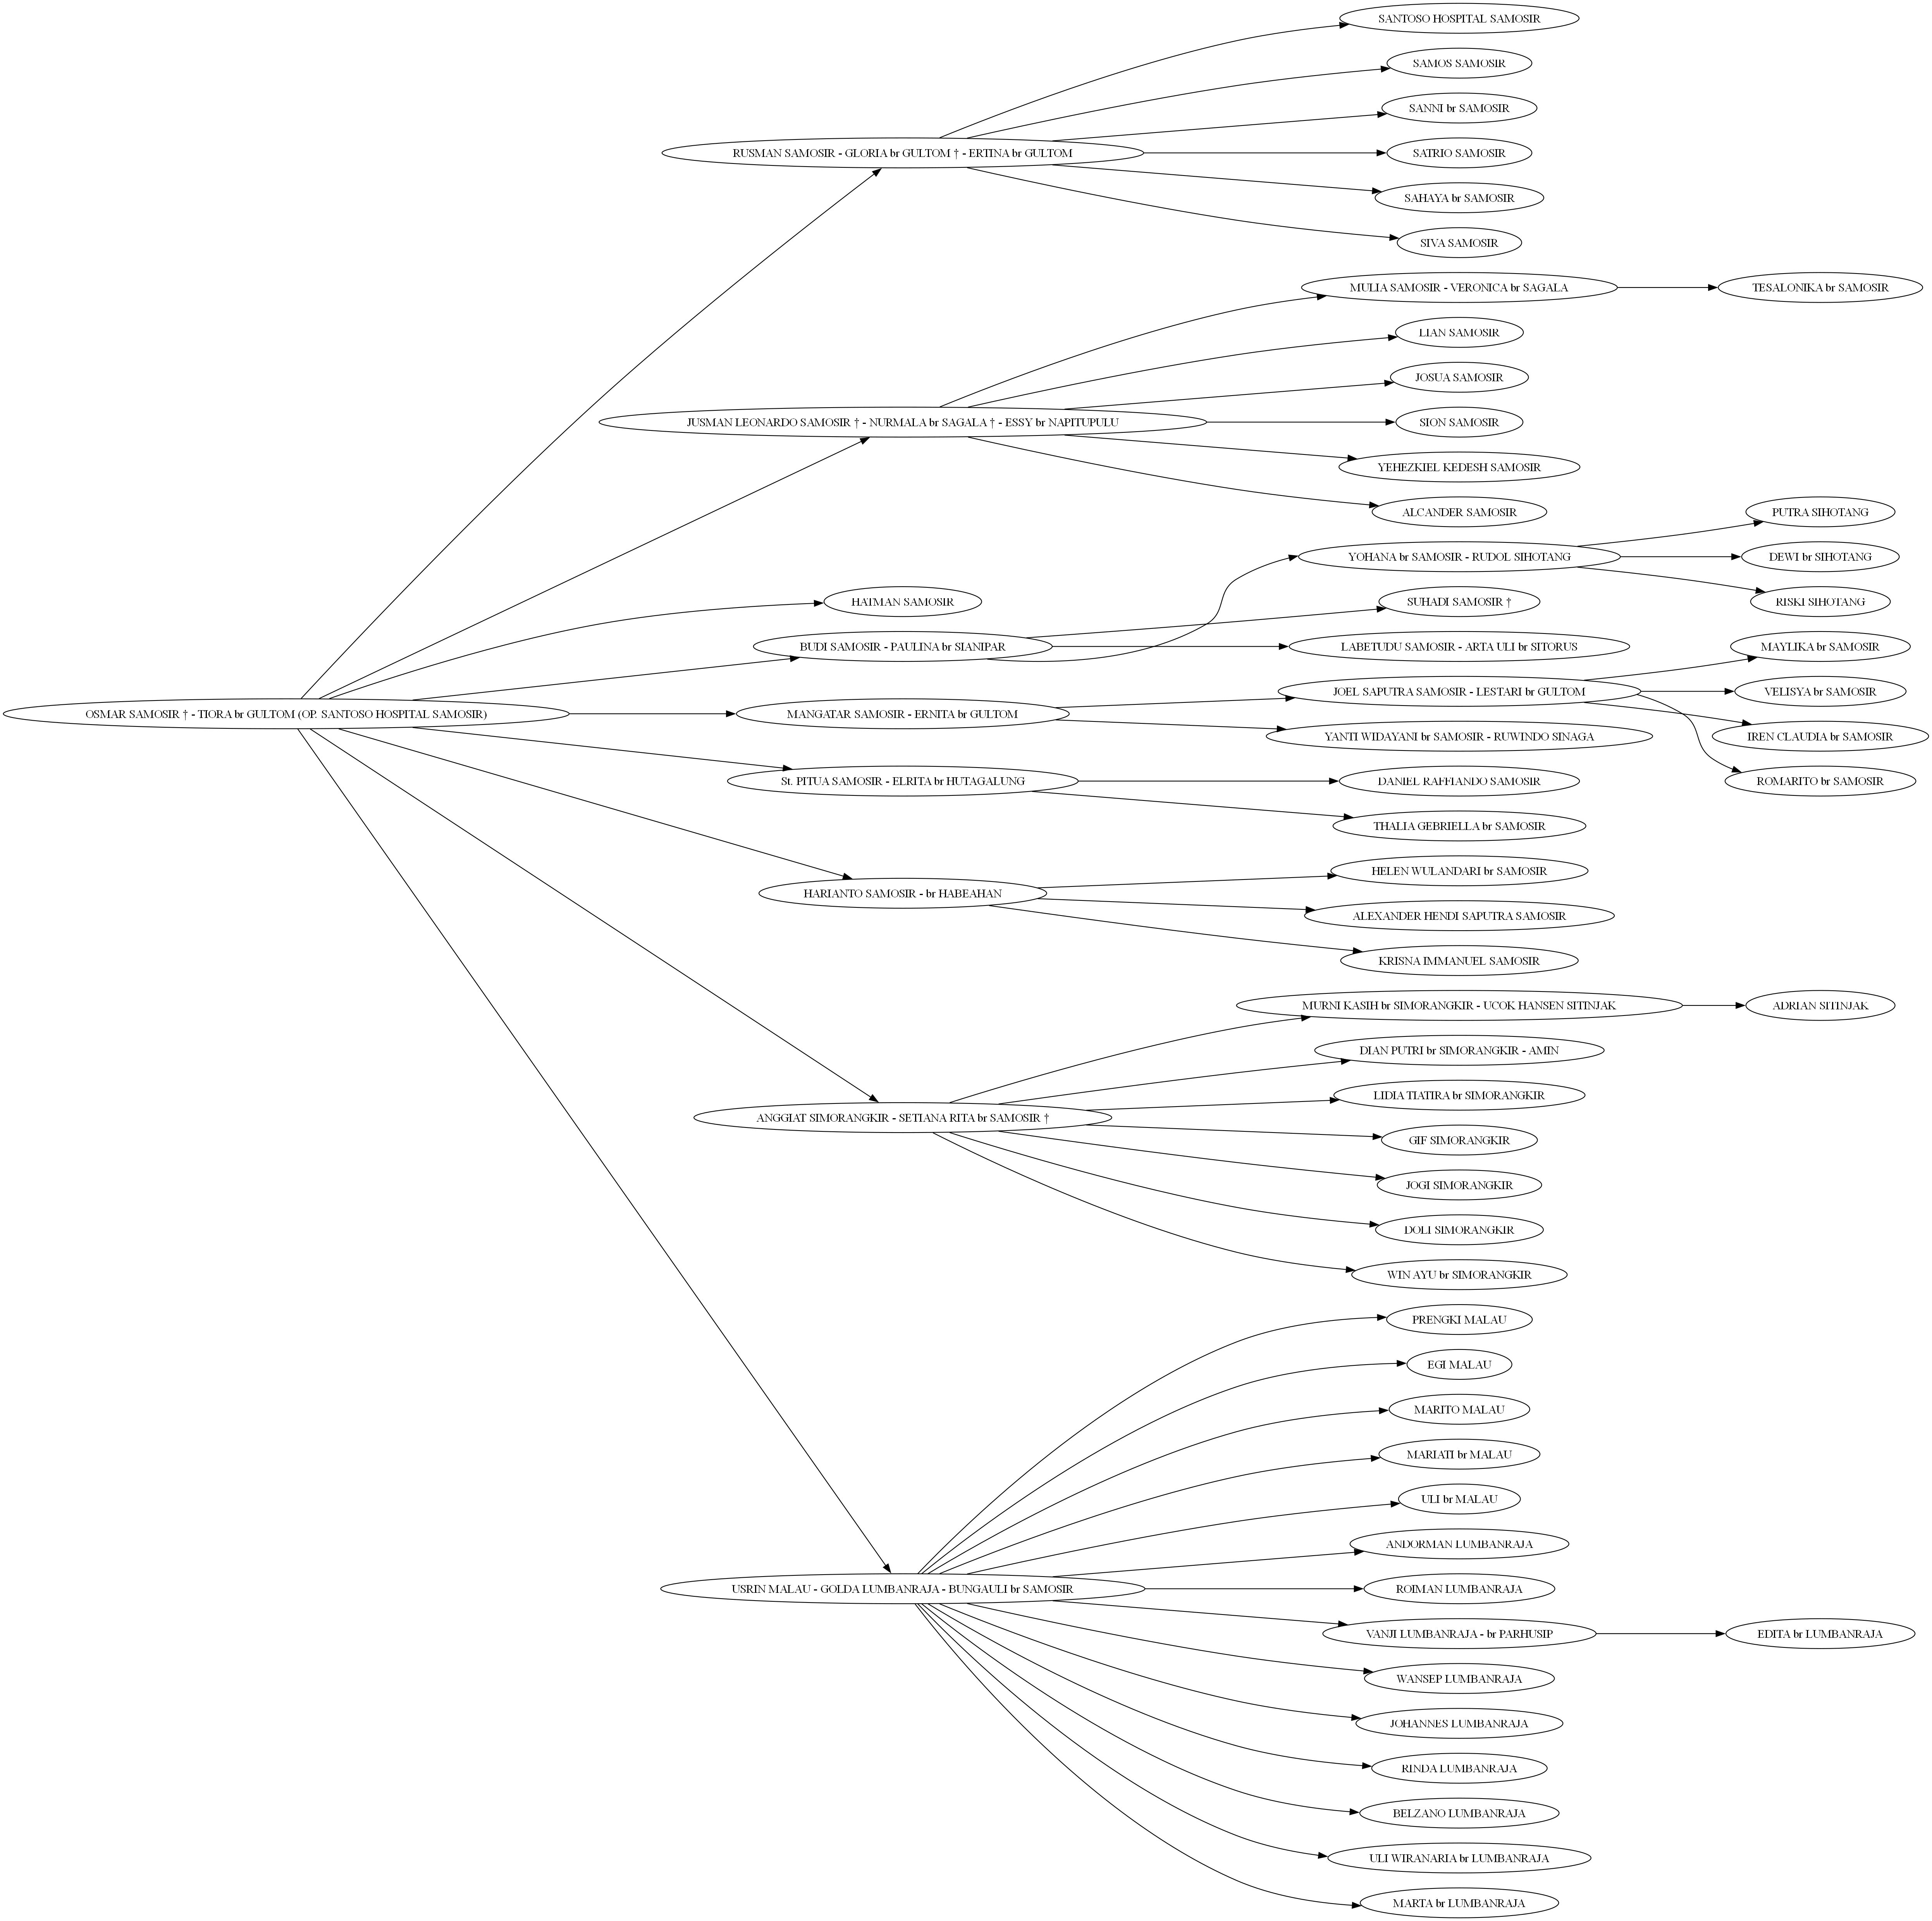 OSMAR SAMOSIR † - TIORA br GULTOM (OP. SANTOSO HOSPITAL SAMOSIR)
RUSMAN SAMOSIR - GLORIA br GULTOM † - ERTINA br GULTOM
SANTOSO HOSPITAL SAMOSIR
SAMOS SAMOSIR
SANNI br SAMOSIR
SATRIO SAMOSIR
SAHAYA br SAMOSIR
SIVA SAMOSIR
JUSMAN LEONARDO SAMOSIR † - NURMALA br SAGALA † - ESSY br NAPITUPULU
MULIA SAMOSIR - VERONICA br SAGALA
TESALONIKA br SAMOSIR
LIAN SAMOSIR
JOSUA SAMOSIR
SION SAMOSIR
YEHEZKIEL KEDESH SAMOSIR
ALCANDER SAMOSIR
HATMAN SAMOSIR
BUDI SAMOSIR - PAULINA br SIANIPAR
YOHANA br SAMOSIR - RUDOL SIHOTANG
PUTRA SIHOTANG
DEWI br SIHOTANG
RISKI SIHOTANG
SUHADI SAMOSIR †
LABETUDU SAMOSIR - ARTA ULI br SITORUS
MANGATAR SAMOSIR - ERNITA br GULTOM
JOEL SAPUTRA SAMOSIR - LESTARI br GULTOM
MAYLIKA br SAMOSIR
VELISYA br SAMOSIR
IREN CLAUDIA br SAMOSIR
ROMARITO br SAMOSIR
YANTI WIDAYANI br SAMOSIR - RUWINDO SINAGA
St. PITUA SAMOSIR - ELRITA br HUTAGALUNG
DANIEL RAFFIANDO SAMOSIR
THALIA GEBRIELLA br SAMOSIR
HARIANTO SAMOSIR - br HABEAHAN
HELEN WULANDARI br SAMOSIR
ALEXANDER HENDI SAPUTRA SAMOSIR
KRISNA IMMANUEL SAMOSIR
ANGGIAT SIMORANGKIR - SETIANA RITA br SAMOSIR †
MURNI KASIH br SIMORANGKIR - UCOK HANSEN SITINJAK
ADRIAN SITINJAK
DIAN PUTRI br SIMORANGKIR - AMIN
LIDIA TIATIRA br SIMORANGKIR
GIF SIMORANGKIR
JOGI SIMORANGKIR
DOLI SIMORANGKIR
WIN AYU br SIMORANGKIR
USRIN MALAU - GOLDA LUMBANRAJA - BUNGAULI br SAMOSIR
PRENGKI MALAU
EGI MALAU
MARITO MALAU
MARIATI br MALAU
ULI br MALAU
ANDORMAN LUMBANRAJA
ROIMAN LUMBANRAJA
VANJI LUMBANRAJA - br PARHUSIP
EDITA br LUMBANRAJA
WANSEP LUMBANRAJA
JOHANNES LUMBANRAJA
RINDA LUMBANRAJA
BELZANO LUMBANRAJA
ULI WIRANARIA br LUMBANRAJA
MARTA br LUMBANRAJA